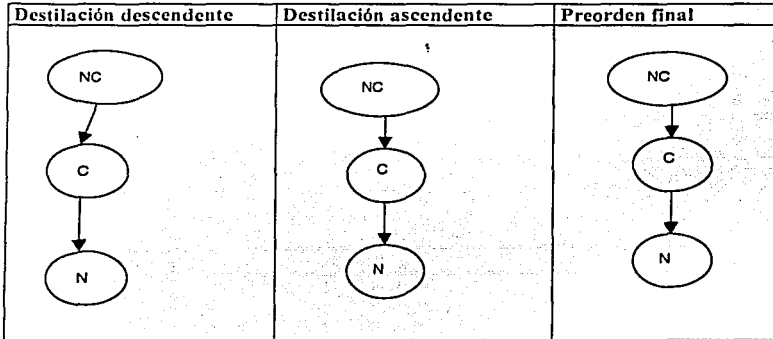 Destilación descendente
Destilación ascendente
Preorden final
NC
C
N
NC
C
N
NC
C
N